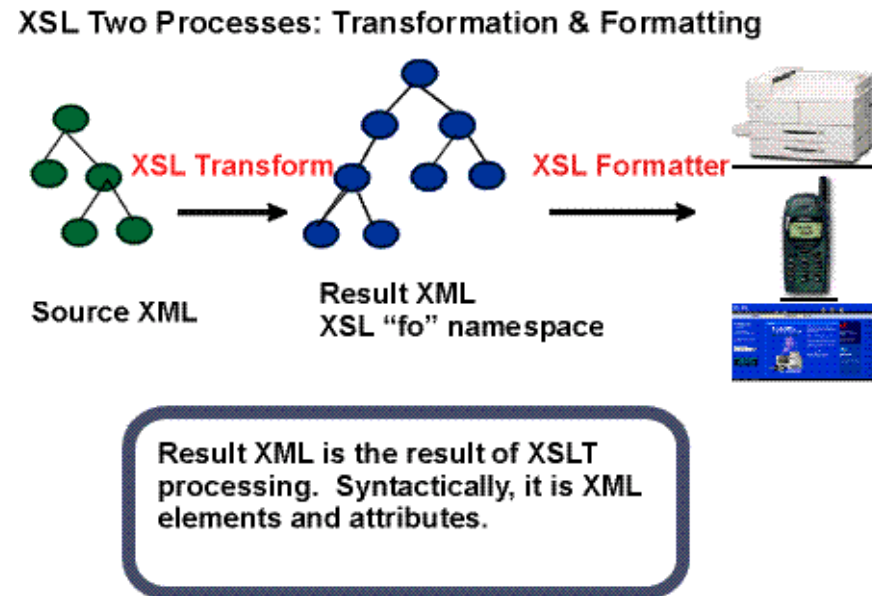 XSL Two Processes: Transformation & Formatting
XSL Transform
XSL Formatter
Source XML
Result XML
XSL “fo” namespace
Result XML is the result of XSLT
processing. Syntactically, it is XML
elements and attributes.